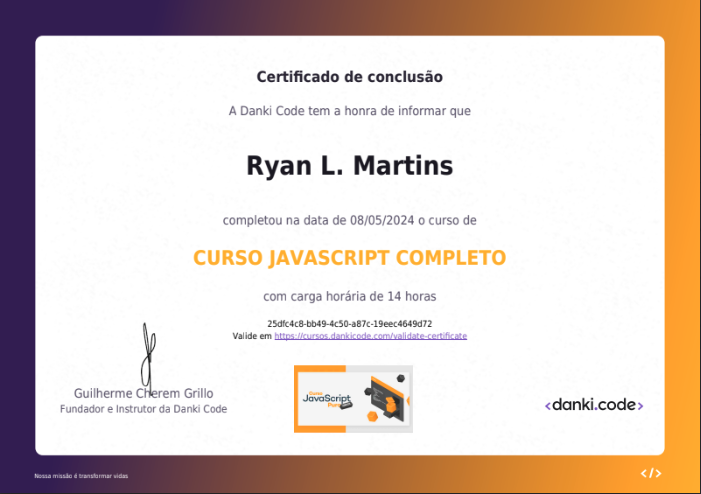 Certificado de conclusão
A Danki Code tem a honra de informar que
Ryan L. Martins
completou na data de 08/05/2024 o curso de
CURSO JAVASCRIPT COMPLETO
com carga horária de 14 horas
25dfc4c8-bb49-4c50-a87c-19eec4649d72
Valide em https://cursos.dankicode.com/validate-certificate
Guilherme Cherem Grillo
Fundador e Instrutor da Danki Code
Curso
JavaScript
Puro
<danki.code>
Nossa missão é transformar vidas
</>